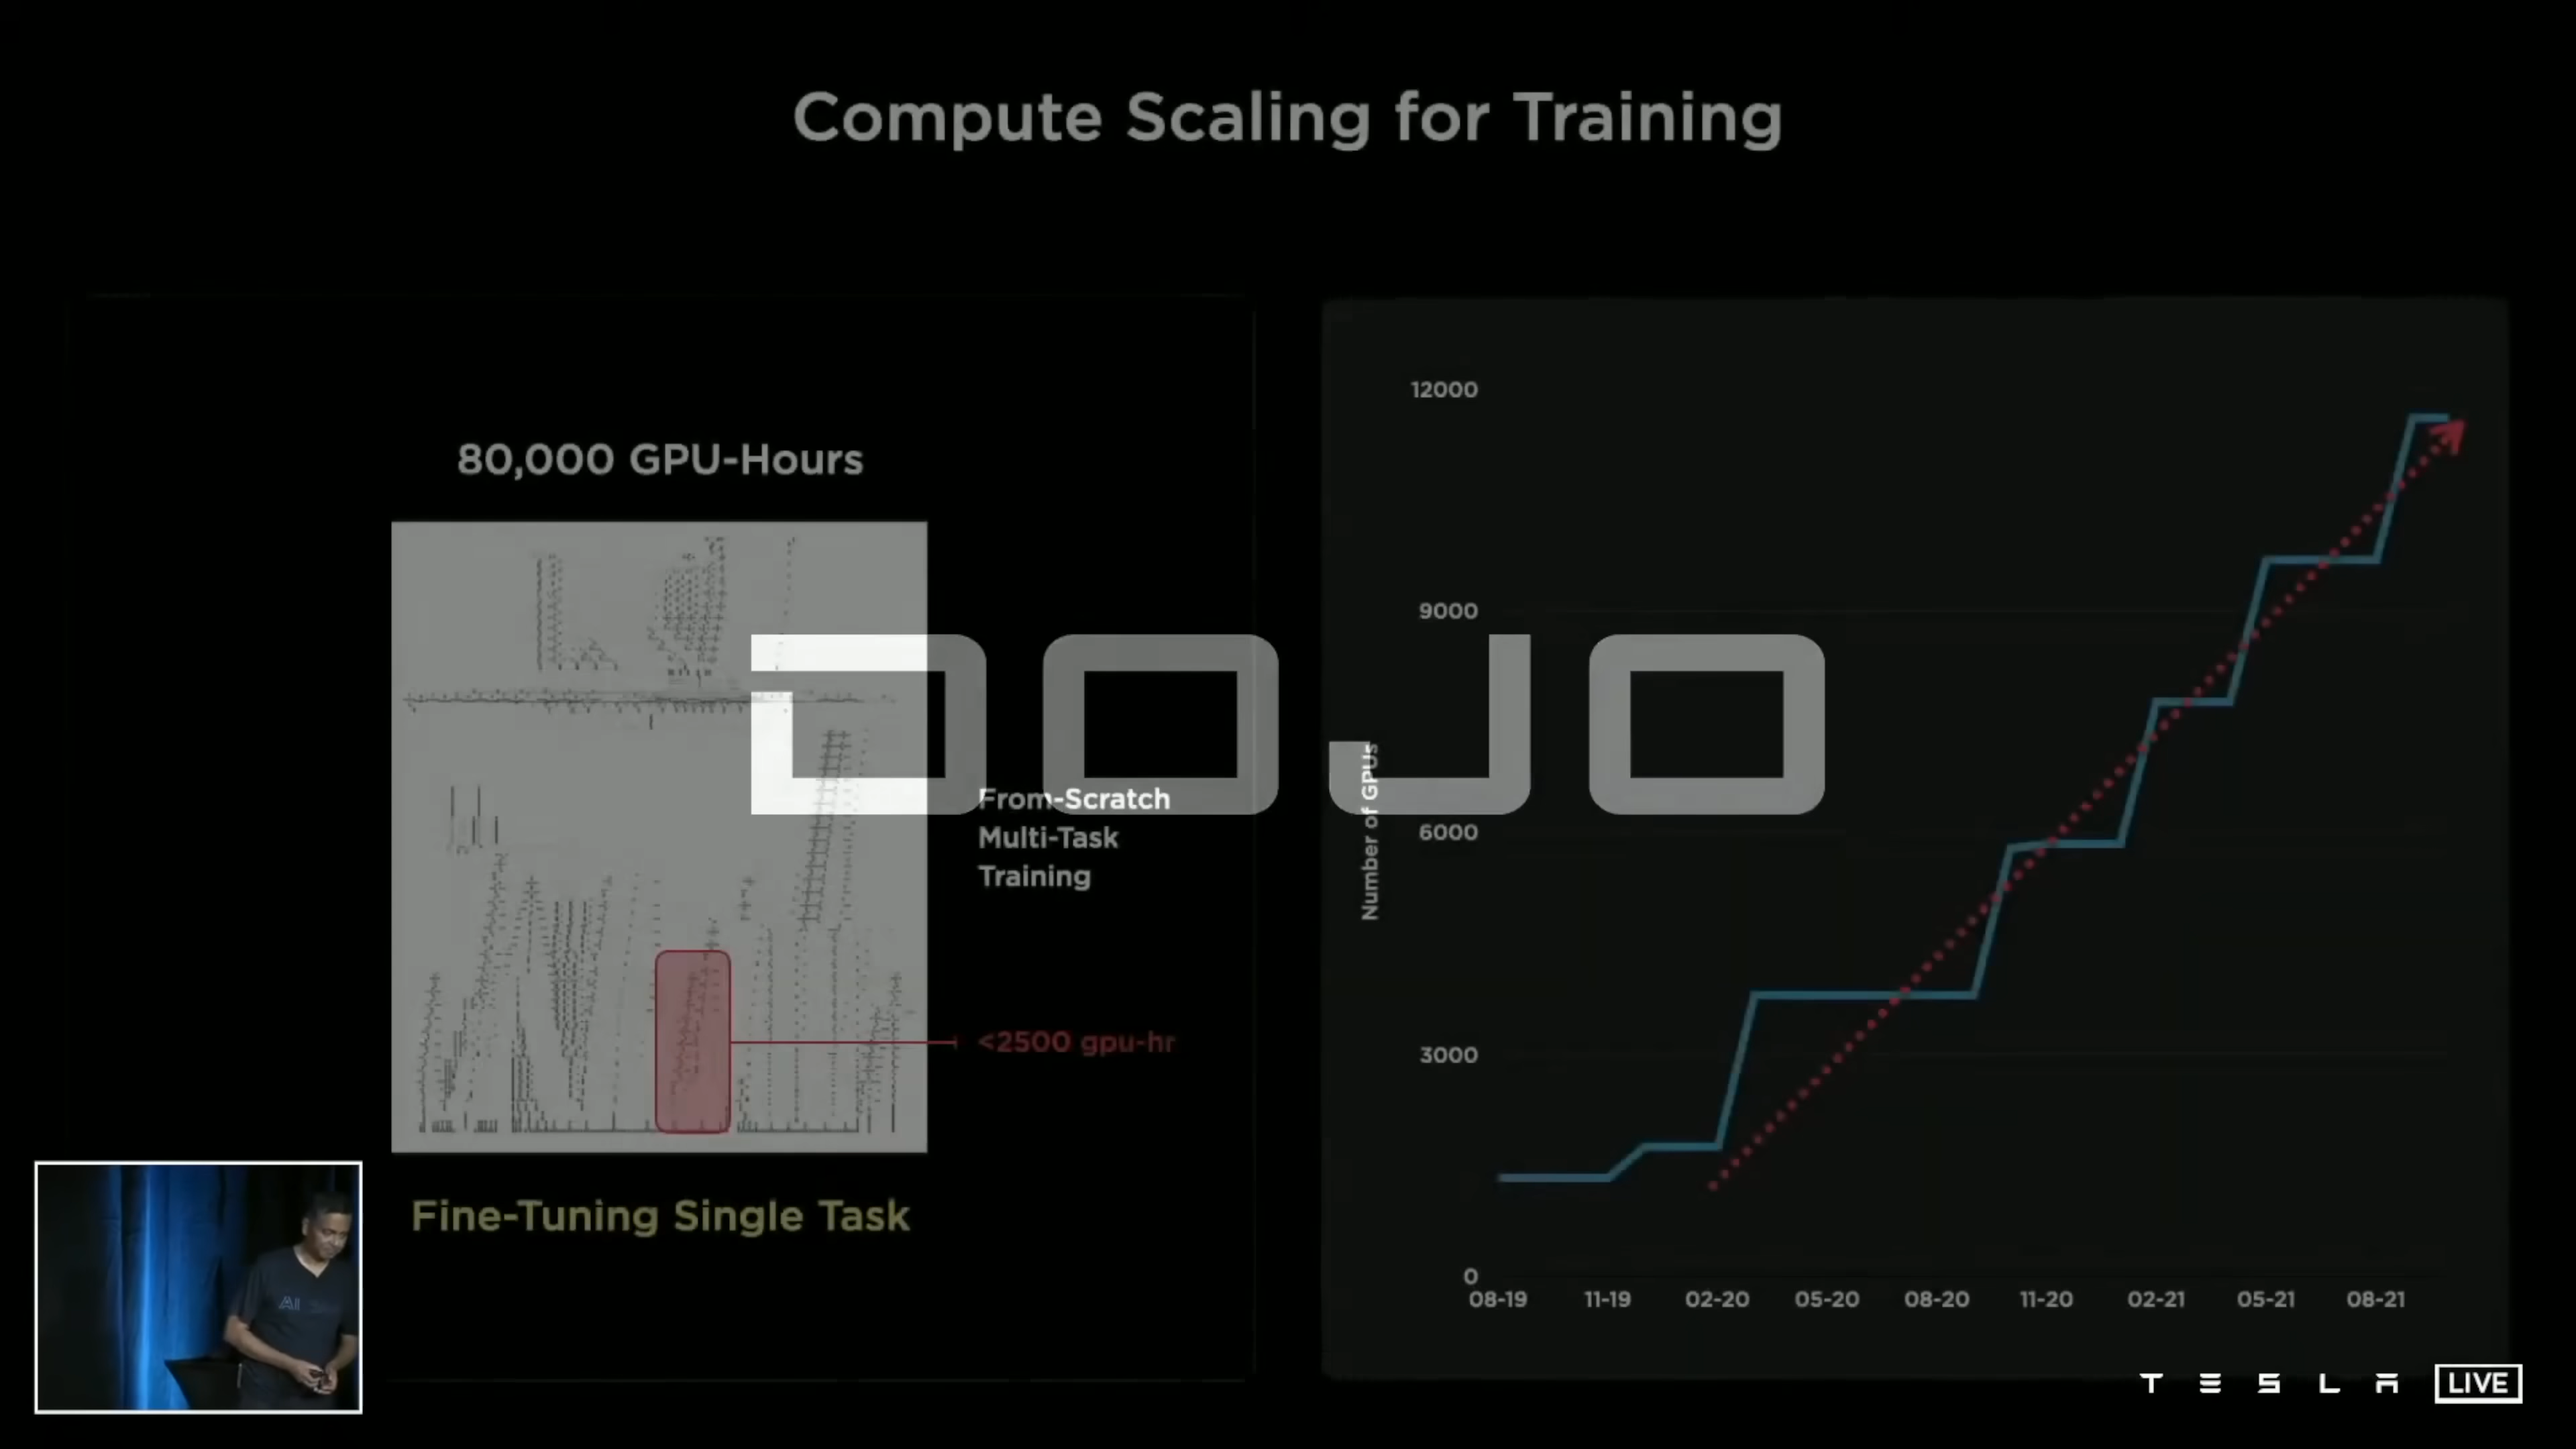 Compute Scaling for Training
80,000 GPU-Hours
DOJO
From-Scratch
Multi-Task
Training
<2500 gpu-hr
Fine-Tuning Single Task
Number of GPUs
12000
9000
6000
3000
0
08-19 11-19 02-20 05-20 08-20 11-20 02-21 05-21 08-21
AI
TESLA LIVE